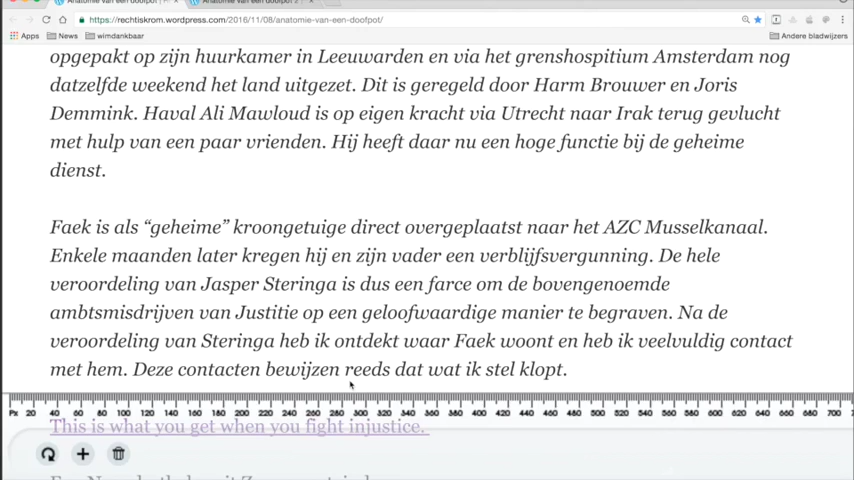 Anatomie van een doofpot
Anatomie van een doofpot 2
https://rechtiskrom.wordpress.com/2016/11/08/anatomie-van-een-doofpot/
Apps News wimdankbaar Andere bladwijzers
opgepakt op zijn huurkamer in Leeuwarden en via het grenshospitium Amsterdam nog
datzelfde weekend het land uitgezet. Dit is geregeld door Harm Brouwer en Joris
Demmink. Haval Ali Mawloud is op eigen kracht via Utrecht naar Irak terug gevlucht
met hulp van een paar vrienden. Hij heeft daar nu een hoge functie bij de geheime
dienst.
Faek is als “geheime” kroongetuige direct overgeplaatst naar het AZC Musselkanaal.
Enkele maanden later kregen hij en zijn vader een verblijfsvergunning. De hele
veroordeling van Jasper Steringa is dus een farce om de bovengenoemde
ambtsmisdrijven van Justitie op een geloofwaardige manier te begraven. Na de
veroordeling van Steringa heb ik ontdekt waar Faek woont en heb ik veelvuldig contact
met hem. Deze contacten bewijzen reeds dat wat ik stel klopt.
Px 20 40 60 80 100 120 140 160 180 200 220 240 260 280 300 320 340 360 380 400 420 440 460 480 500 520 540 560 580 600 620 640 660 680 700
This is what you get when you fight injustice.